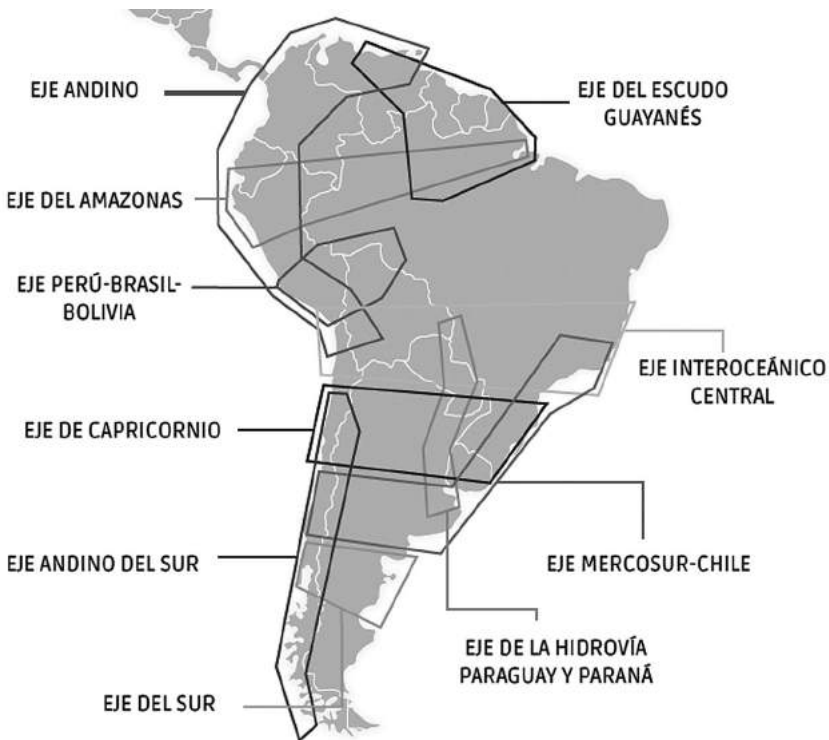 EJE ANDINO
EJE DEL ESCUDO
GUAYANÉS
EJE DEL AMAZONAS
EJE PERÚ-BRASIL-
BOLIVIA
EJE INTEROCEÁNICO
CENTRAL
EJE DE CAPRICORNIO
EJE ANDINO DEL SUR
EJE MERCOSUR-CHILE
EJE DE LA HIDROVÍA
PARAGUAY Y PARANÁ
EJE DEL SUR